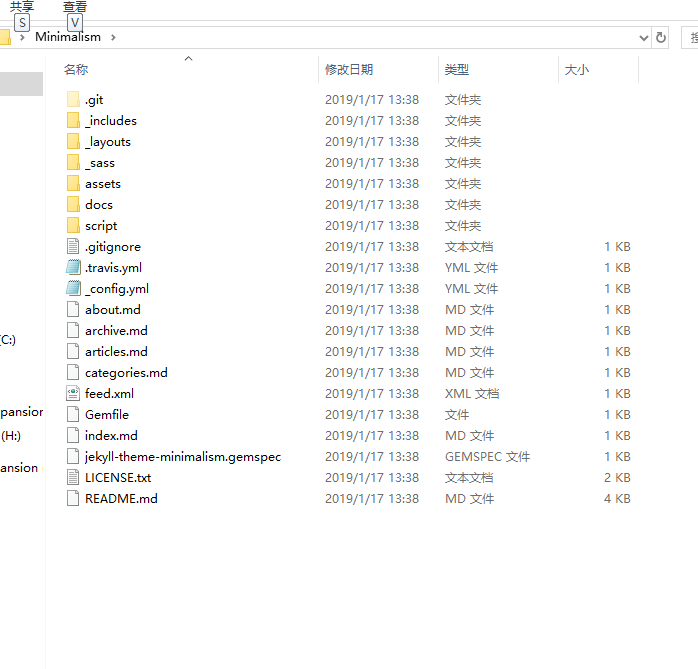 共享 查看
S V
Minimalism
名称 修改日期 类型 大小
.git 2019/1/17 13:38 文件夹
_includes 2019/1/17 13:38 文件夹
_layouts 2019/1/17 13:38 文件夹
_sass 2019/1/17 13:38 文件夹
assets 2019/1/17 13:38 文件夹
docs 2019/1/17 13:38 文件夹
script 2019/1/17 13:38 文件夹
.gitignore 2019/1/17 13:38 文本文档 1 KB
.travis.yml 2019/1/17 13:38 YML 文件 1 KB
_config.yml 2019/1/17 13:38 YML 文件 1 KB
about.md 2019/1/17 13:38 MD 文件 1 KB
archive.md 2019/1/17 13:38 MD 文件 1 KB
C:)
articles.md 2019/1/17 13:38 MD 文件 1 KB
categories.md 2019/1/17 13:38 MD 文件 1 KB
feed.xml 2019/1/17 13:38 XML 文档 1 KB
pansion
Gemfile 2019/1/17 13:38 文件 1 KB
(H:)
index.md 2019/1/17 13:38 MD 文件 1 KB
jekyll-theme-minimalism.gemspec 2019/1/17 13:38 GEMSPEC 文件 1 KB
ansion
LICENSE.txt 2019/1/17 13:38 文本文档 2 KB
README.md 2019/1/17 13:38 MD 文件 4 KB